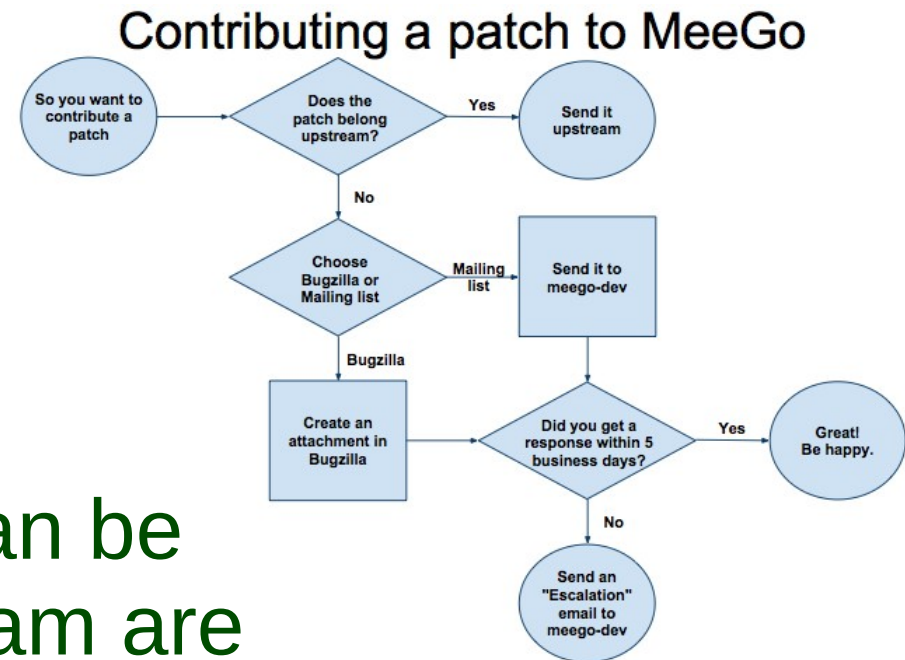 Contributing a patch to MeeGo
So you want to
contribute a
patch
Does the
patch belong
upstream?
Yes
Send it
upstream
No
Choose
Bugzilla or
Mailing list
Mailing
list
Send it to
meego-dev
Bugzilla
Create an
attachment in
Bugzilla
Did you get a
response within 5
business days?
Yes
Great!
Be happy.
No
Send an
"Escalation"
email to
meego-dev
an be
am are